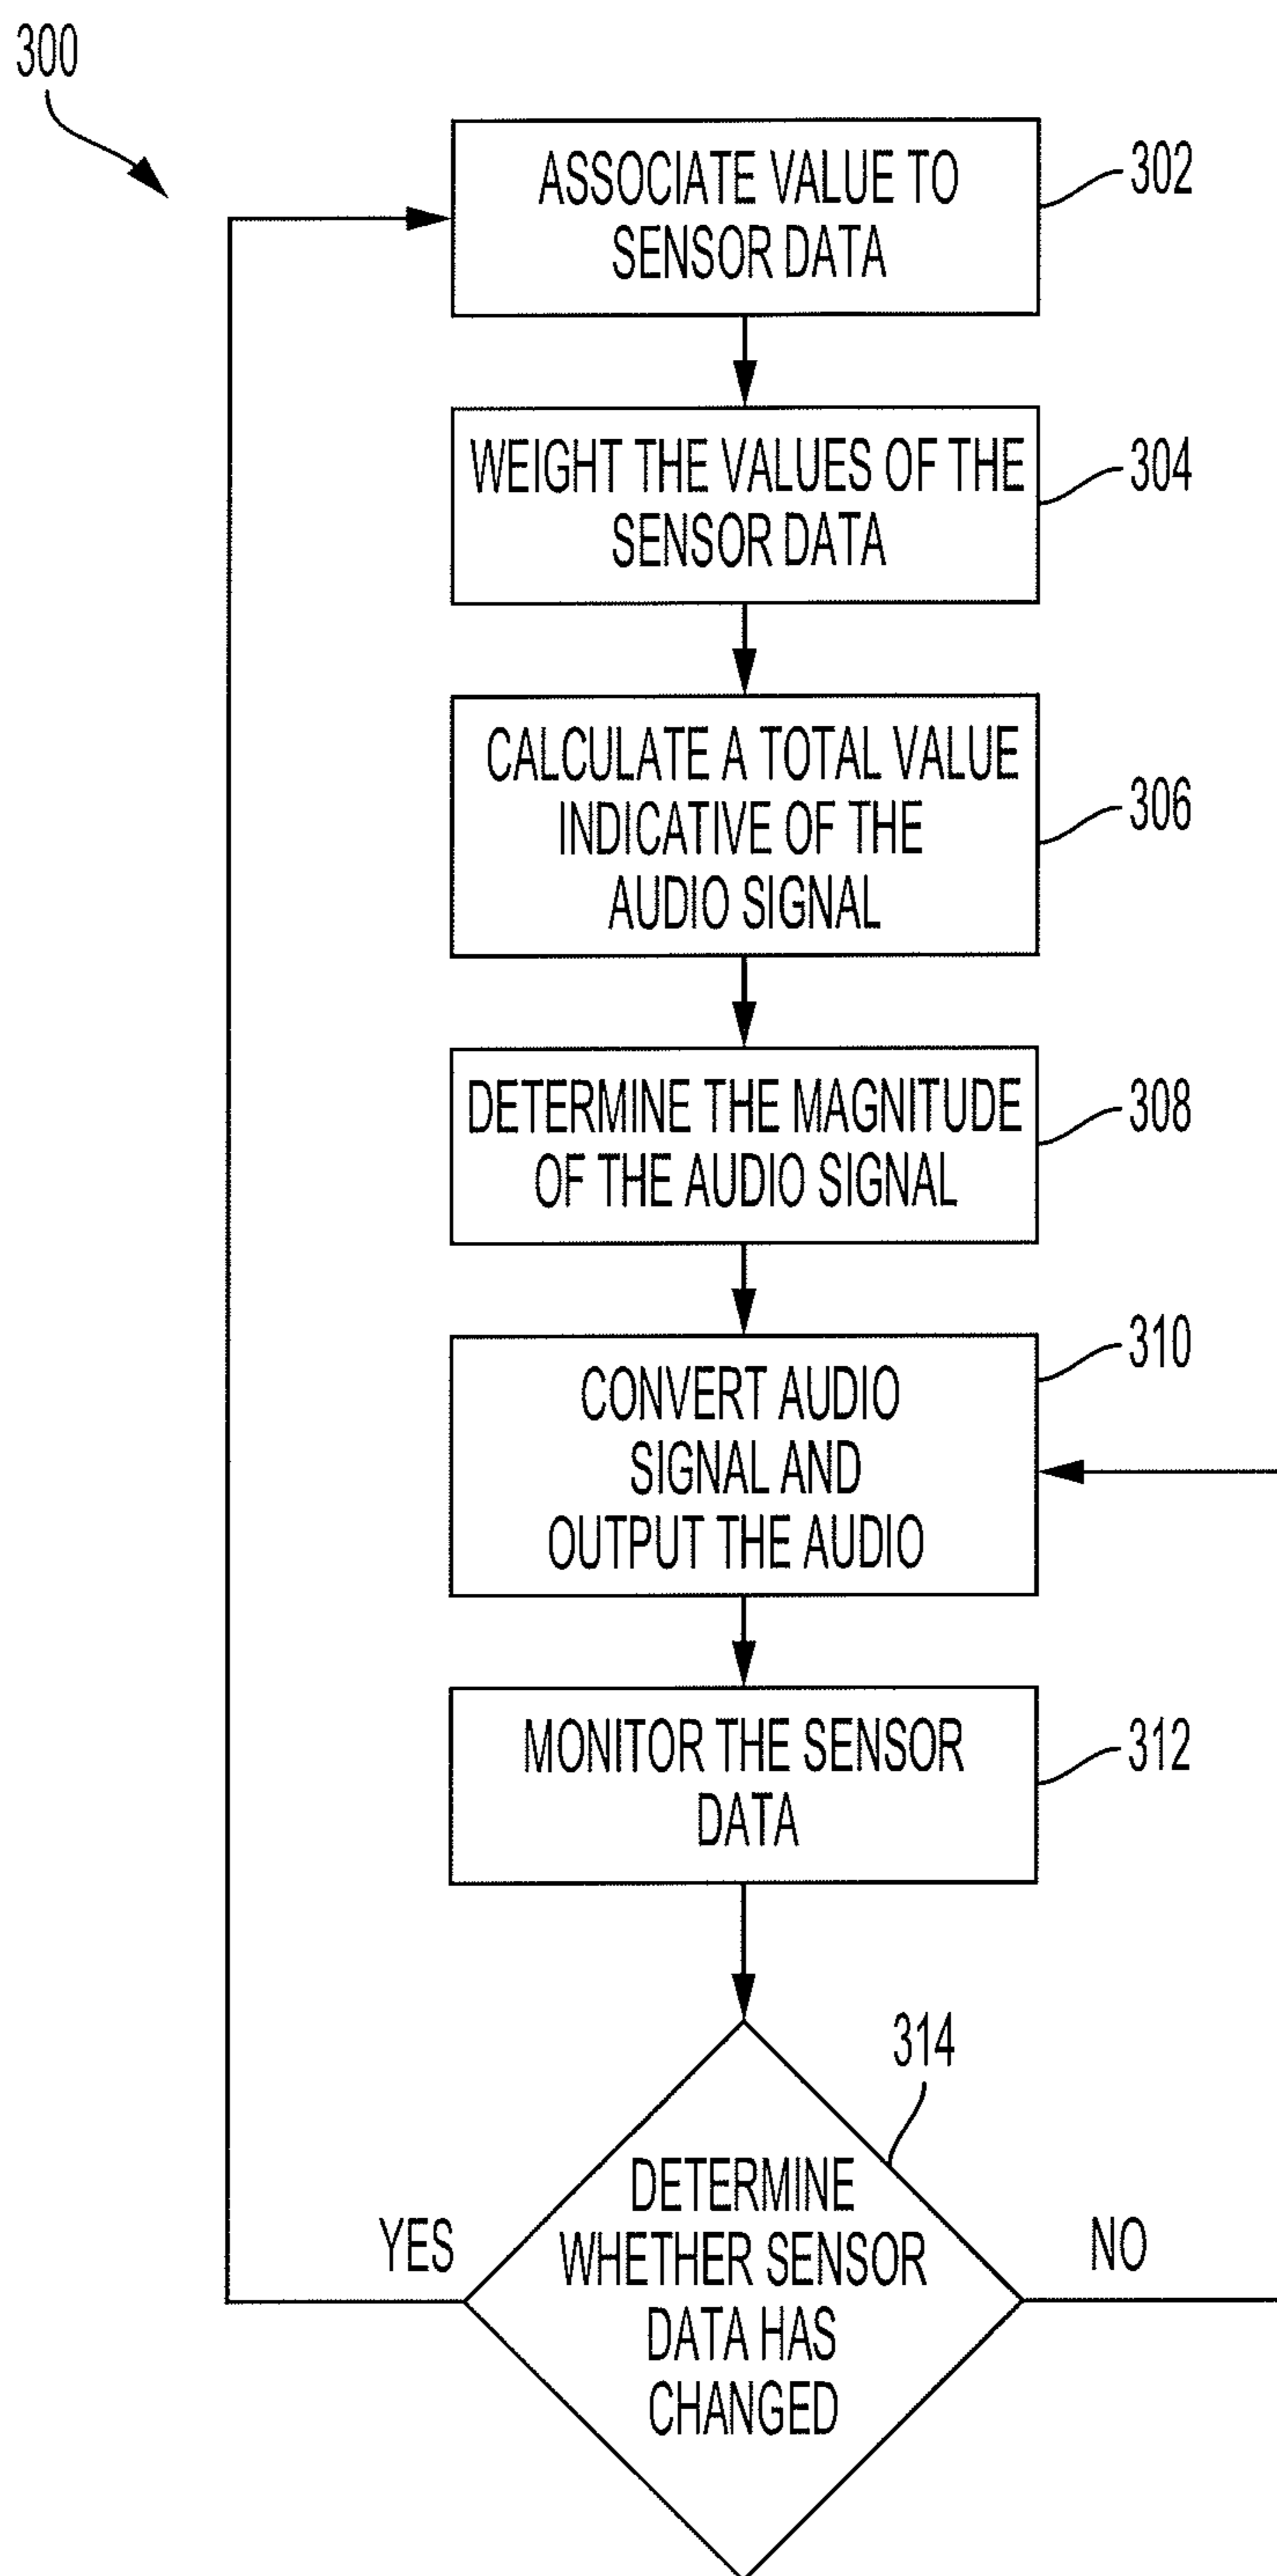 300
ASSOCIATE VALUE TO
SENSOR DATA
302
WEIGHT THE VALUES OF THE
SENSOR DATA
304
CALCULATE A TOTAL VALUE
INDICATIVE OF THE
AUDIO SIGNAL
306
DETERMINE THE MAGNITUDE
OF THE AUDIO SIGNAL
308
CONVERT AUDIO
SIGNAL AND
OUTPUT THE AUDIO
310
MONITOR THE SENSOR
DATA
312
314
DETERMINE
WHETHER SENSOR
DATA HAS
CHANGED
YES
NO